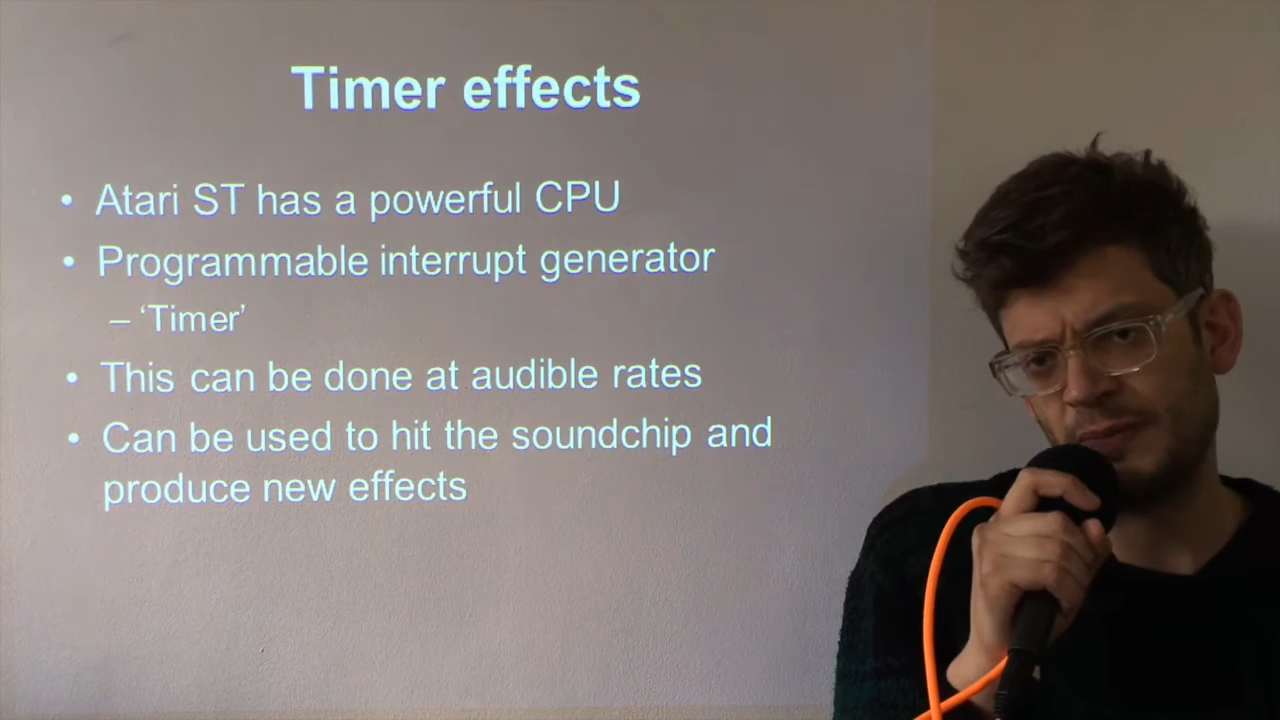 Timer effects
• Atari ST has a powerful CPU
• Programmable interrupt generator
– ‘Timer’
• This can be done at audible rates
• Can be used to hit the soundchip and
produce new effects